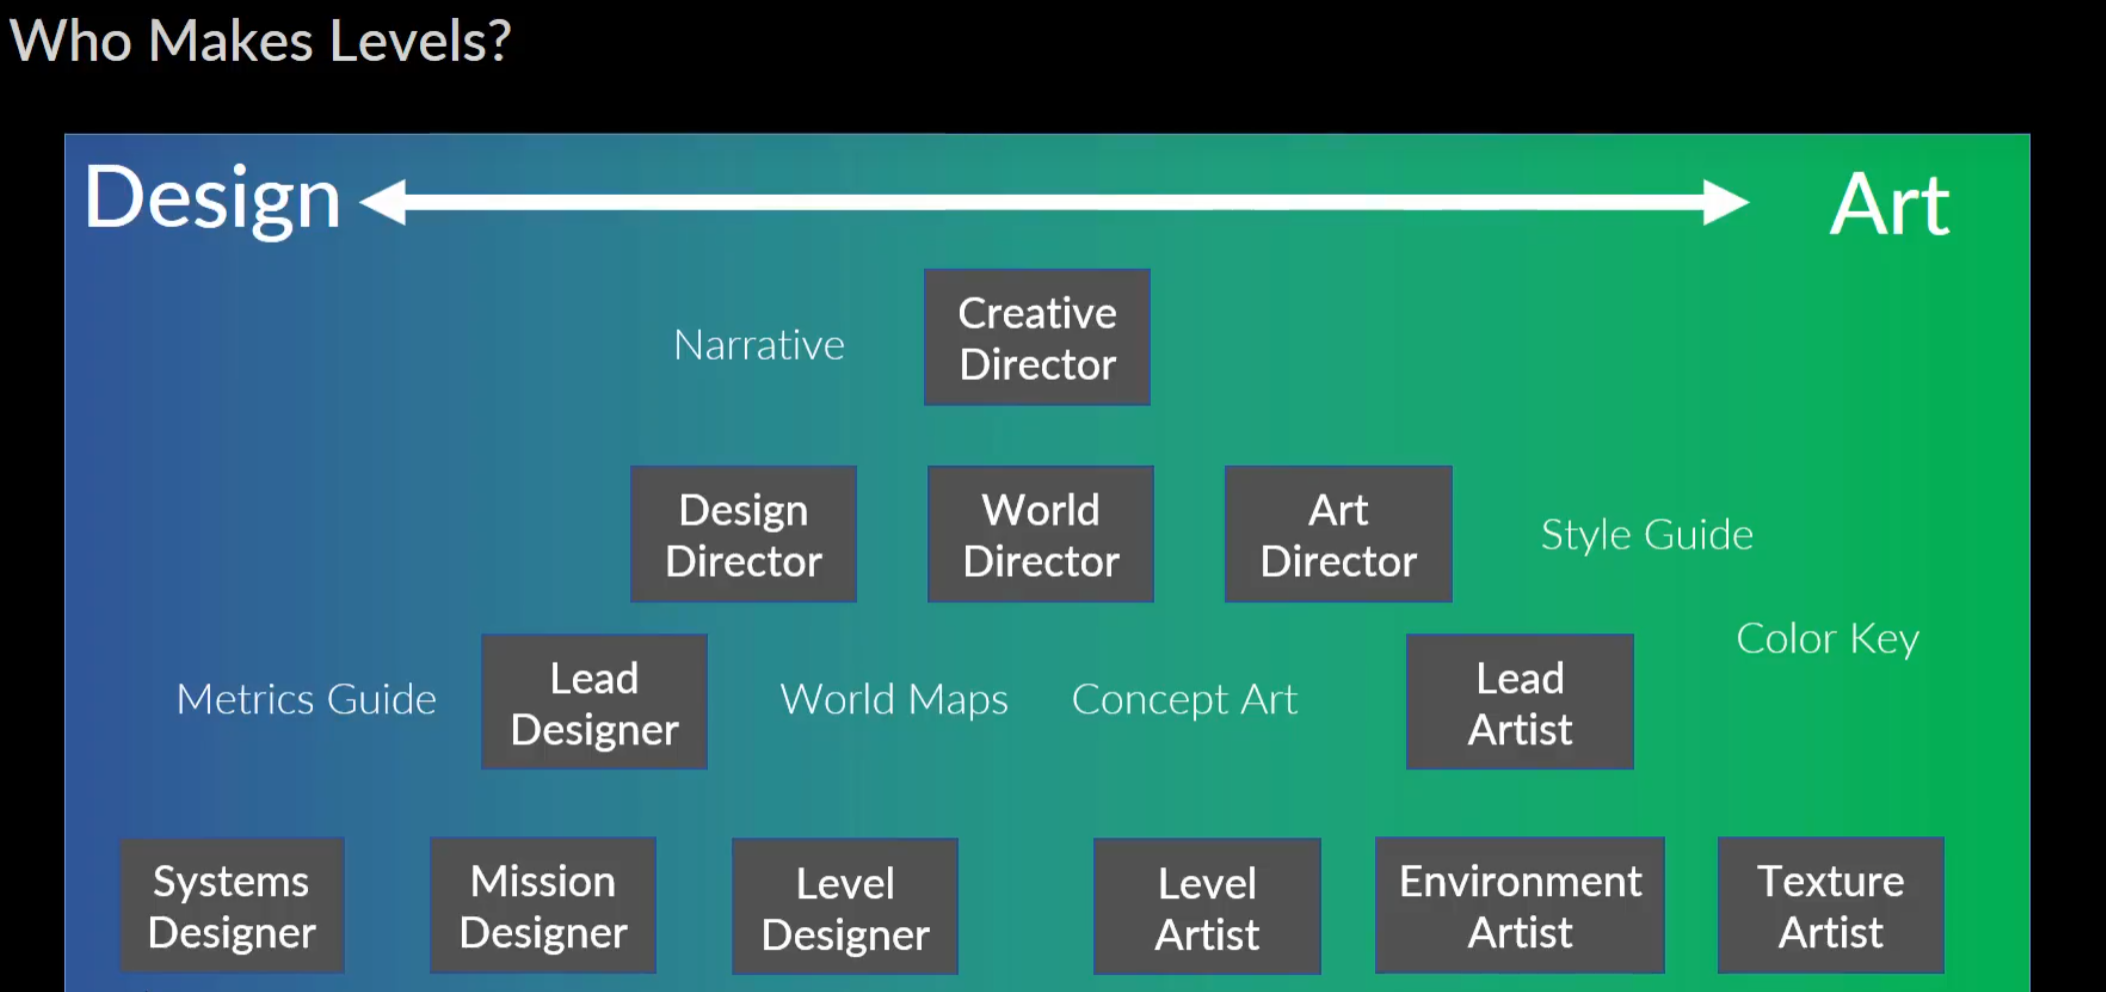 Who Makes Levels?
Design
Art
Narrative
Creative
Director
Design
Director
World
Director
Art
Director
Style Guide
Color Key
Metrics Guide
Lead
Designer
World Maps
Concept Art
Lead
Artist
Systems
Designer
Mission
Designer
Level
Designer
Level
Artist
Environment
Artist
Texture
Artist